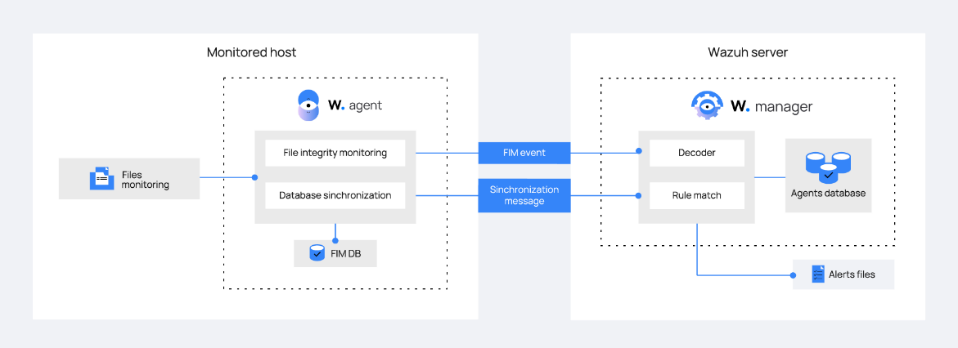 Monitored host
Wazuh server
W. agent
W. manager
File integrity monitoring
FIM event
Decoder
Files
monitoring
Database sinchronization
Sinchronization
message
Rule match
Agents database
FIM DB
Alerts files